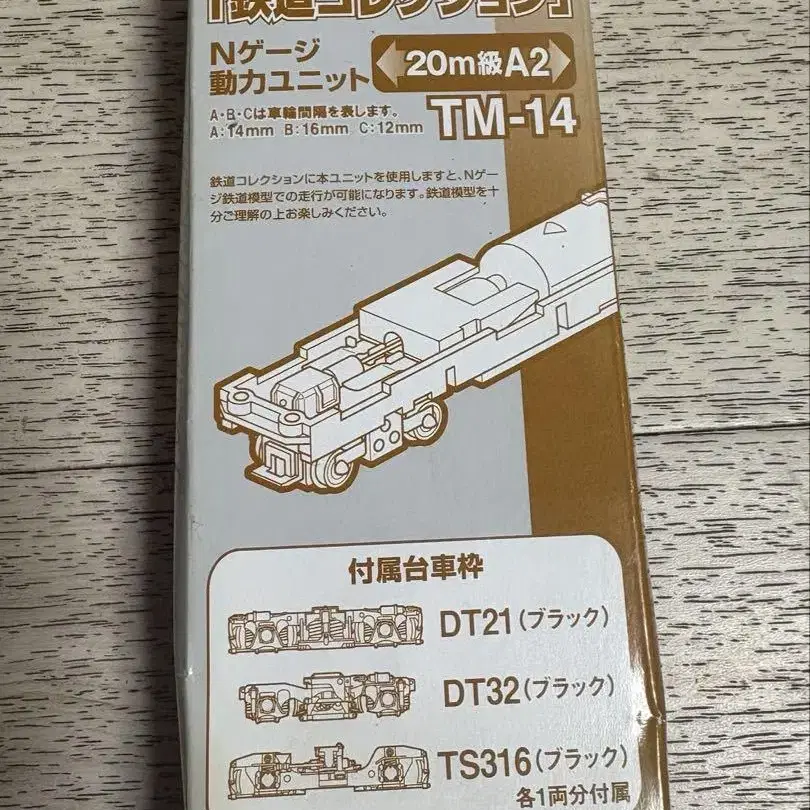 「鉄道コレクション」
Nゲージ
動力ユニット
20m級A2
TM-14
A・B・Cは車輪間隔を表します。
A:14mm B:16mm C:12mm
鉄道コレクションに本ユニットを使用しますと、Nゲー
ジ鉄道模型での走行が可能になります。鉄道模型を十
分ご理解の上お楽しみください。
付属台車枠
DT21(ブラック)
DT32(ブラック)
TS316(ブラック)
各1両分付属